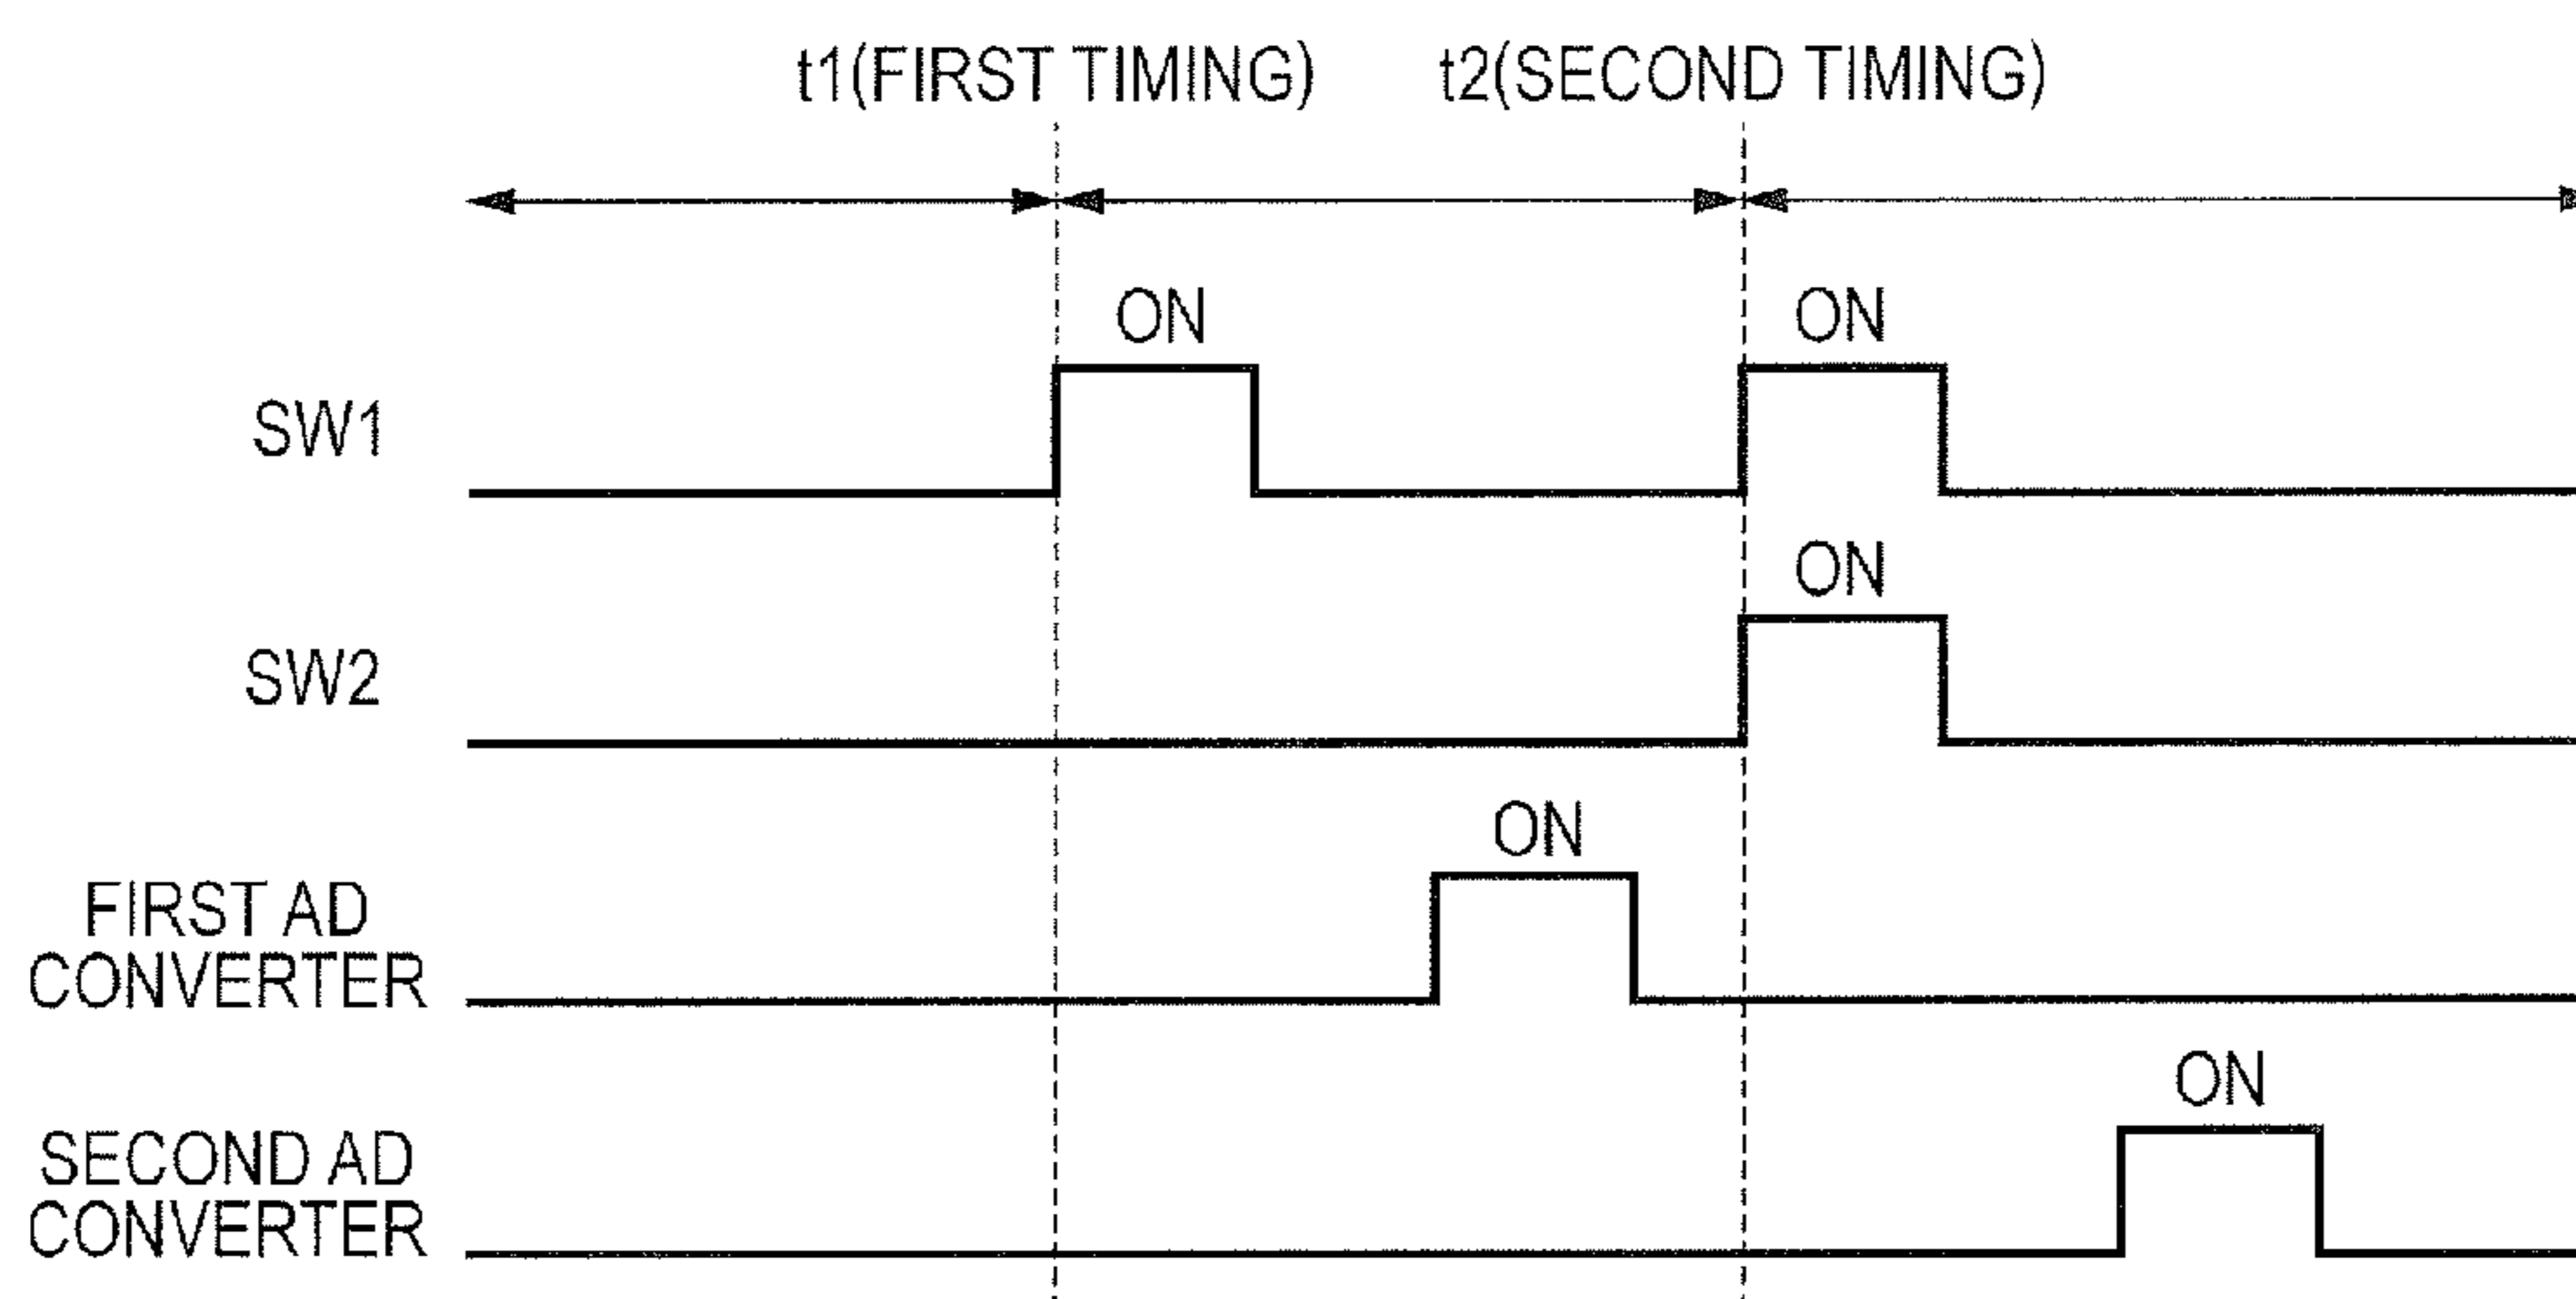 t1(FIRST TIMING) t2(SECOND TIMING)
ON ON
SW1
ON
SW2
ON
FIRST AD
CONVERTER
ON
SECOND AD
CONVERTER